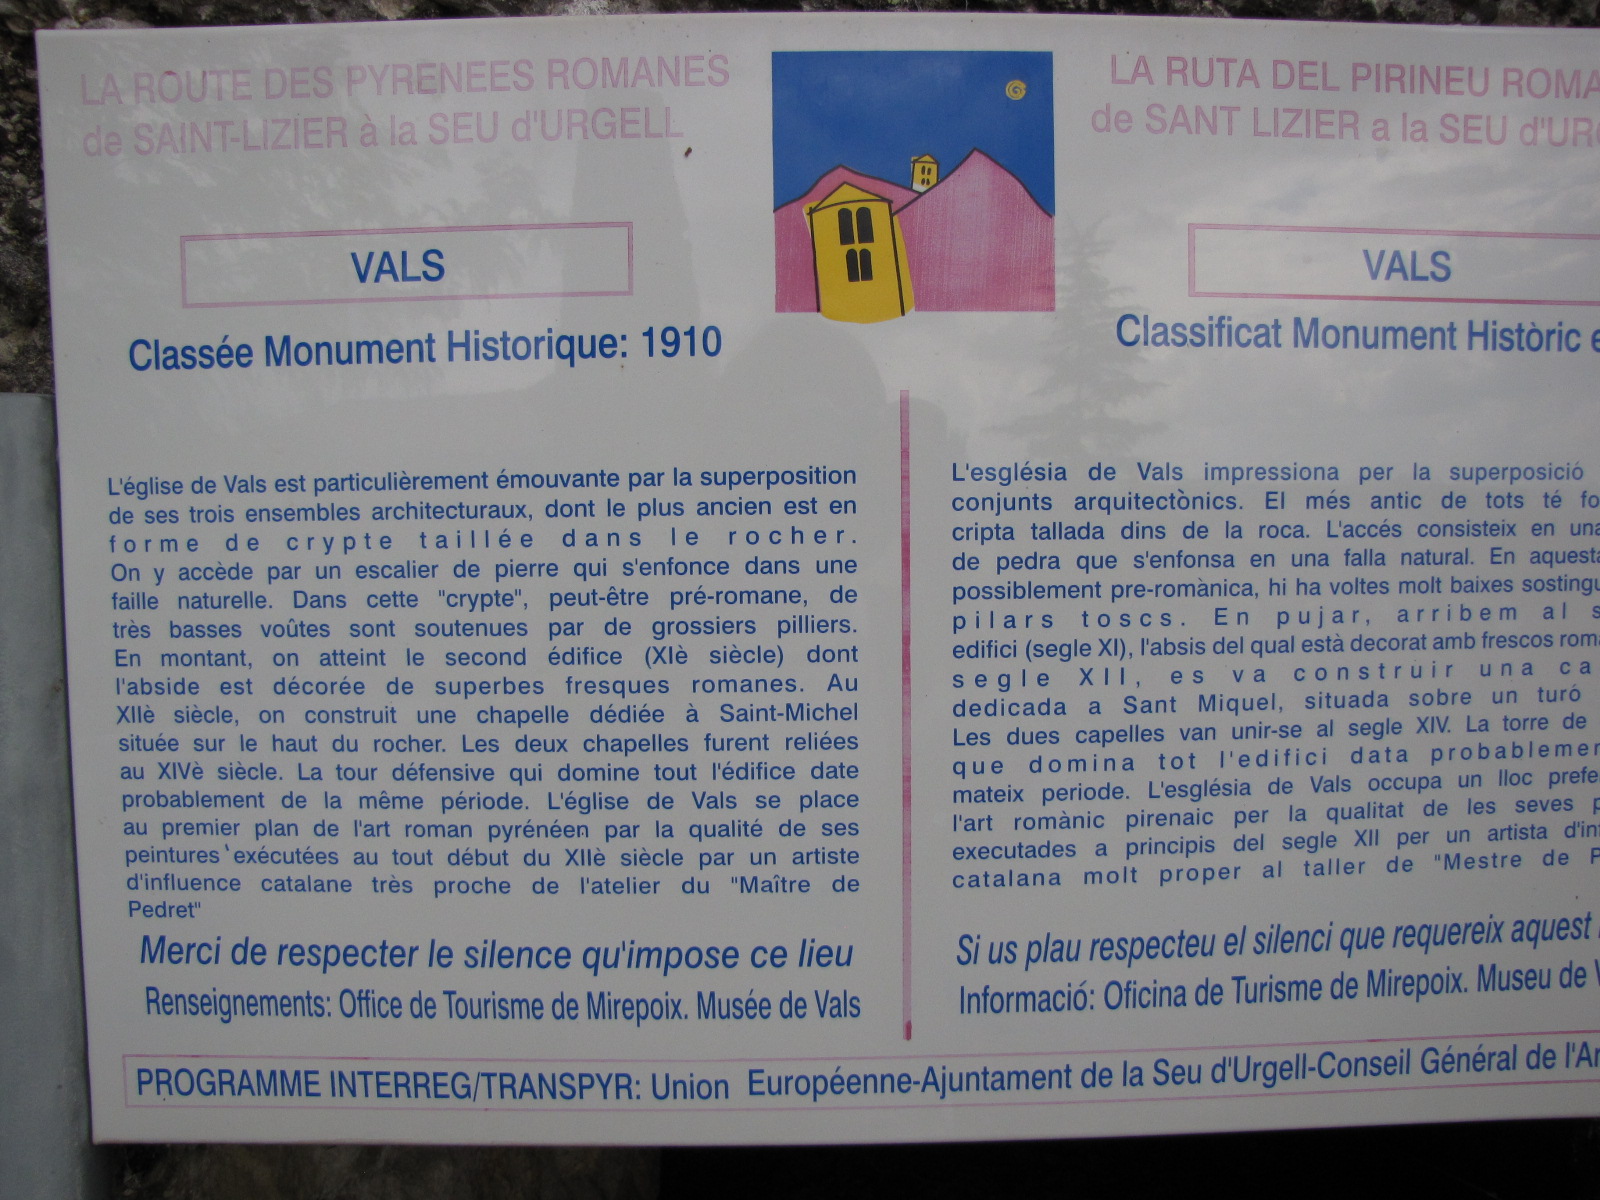 LA ROUTE DES PYRENEES ROMANES
de SAINT-LIZIER à la SEU d'URGELL
VALS
Classée Monument Historique: 1910
L'église de Vals est particulièrement émouvante par la superposition
de ses trois ensembles architecturaux, dont le plus ancien est en
forme de crypte taillée dans le rocher.
On y accède par un escalier de pierre qui s'enfonce dans une
faille naturelle. Dans cette "crypte", peut-être pré-romane, de
très basses voûtes sont soutenues par de grossiers pilliers.
En montant, on atteint le second édifice (XIè siècle) dont
l'abside est décorée de superbes fresques romanes. Au
XIIè siècle, on construit une chapelle dédiée à Saint-Michel
située sur le haut du rocher. Les deux chapelles furent reliées
au XIVè siècle. La tour défensive qui domine tout l'édifice date
probablement de la même période. L'église de Vals se place
au premier plan de l'art roman pyrénéen par la qualité de ses
peintures exécutées au tout début du XIIè siècle par un artiste
d'influence catalane très proche de l'atelier du "Maître de
Pedret"
Merci de respecter le silence qu'impose ce lieu
Renseignements: Office de Tourisme de Mirepoix. Musée de Vals
LA RUTA DEL PIRINEU
de SANT LIZIER a la SEU
VALS
Classificat Monument Històric
L'església de Vals impressiona per la superposició
conjunts arquitectònics. El més antic de tots té
cripta tallada dins de la roca. L'accés consisteix en una
de pedra que s'enfonsa en una falla natural. En
possiblement pre-romànica, hi ha voltes molt baixes
pilars toscs. En pujar, arribem al
edifici (segle XI), l'absis del qual està decorat amb frescos
segle XII, es va construir una
dedicada a Sant Miquel, situada sobre un turó
Les dues capelles van unir-se al segle XIV. La torre de
que domina tot l'edifici data
mateix periode. L'església de Vals occupa un lloc
l'art romànic pirenaic per la qualitat de les seves
executades a principis del segle XII per un artista
catalana molt proper al taller de "Mestre de
Si us plau respecteu el silenci que requereix aquest
Informació: Oficina de Turisme de Mirepoix. Museu de
PROGRAMME INTERREG/TRANSPYR: Union Européenne-Ajuntament de la Seu d'Urgell-Conseil Général de